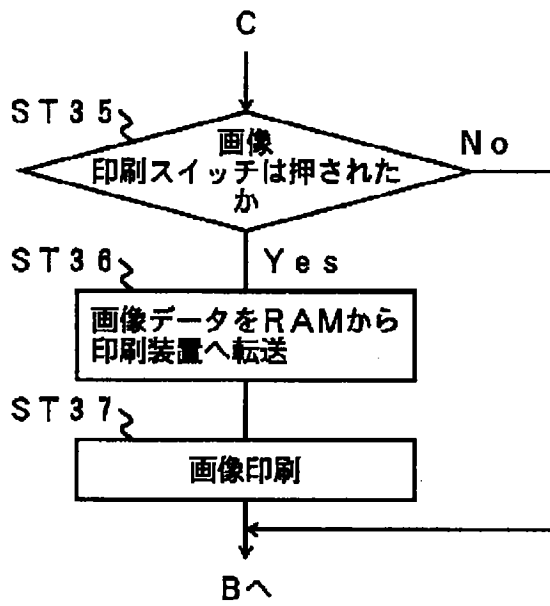 C
ST35
画像
印刷スイッチは押された
か
No
Yes
ST36
画像データをRAMから
印刷装置へ転送
ST37
画像印刷
Bへ